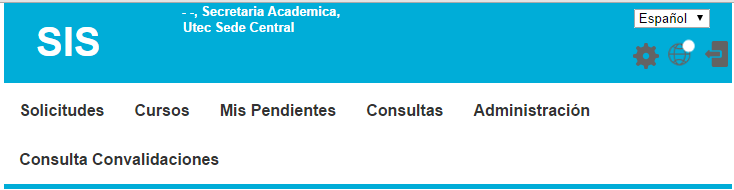 SIS
- -, Secretaria Academica,
Utec Sede Central
Español
Solicitudes Cursos Mis Pendientes Consultas Administración
Consulta Convalidaciones